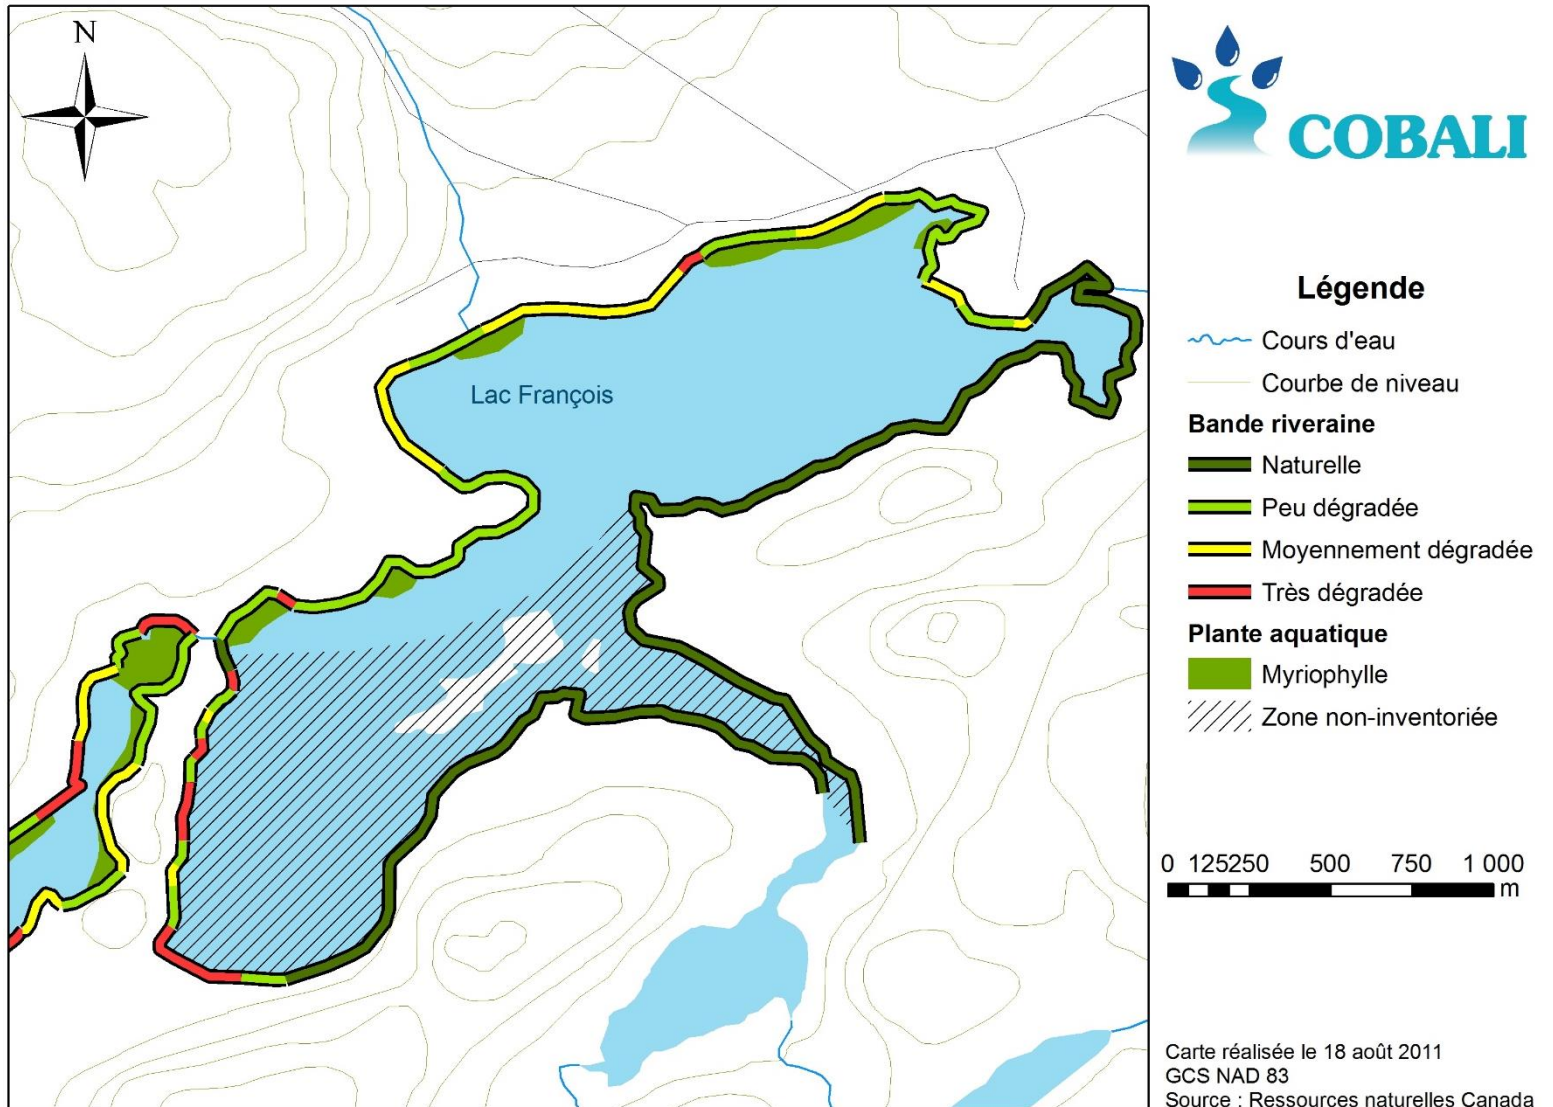 N
Lac François
COBALI
Légende
Cours d'eau
Courbe de niveau
Bande riveraine
Naturelle
Peu dégradée
Moyennement dégradée
Très dégradée
Plante aquatique
Myriophylle
Zone non-inventoriée
0 125250 500 750 1 000
m
Carte réalisée le 18 août 2011
GCS NAD 83
Source : Ressources naturelles Canada